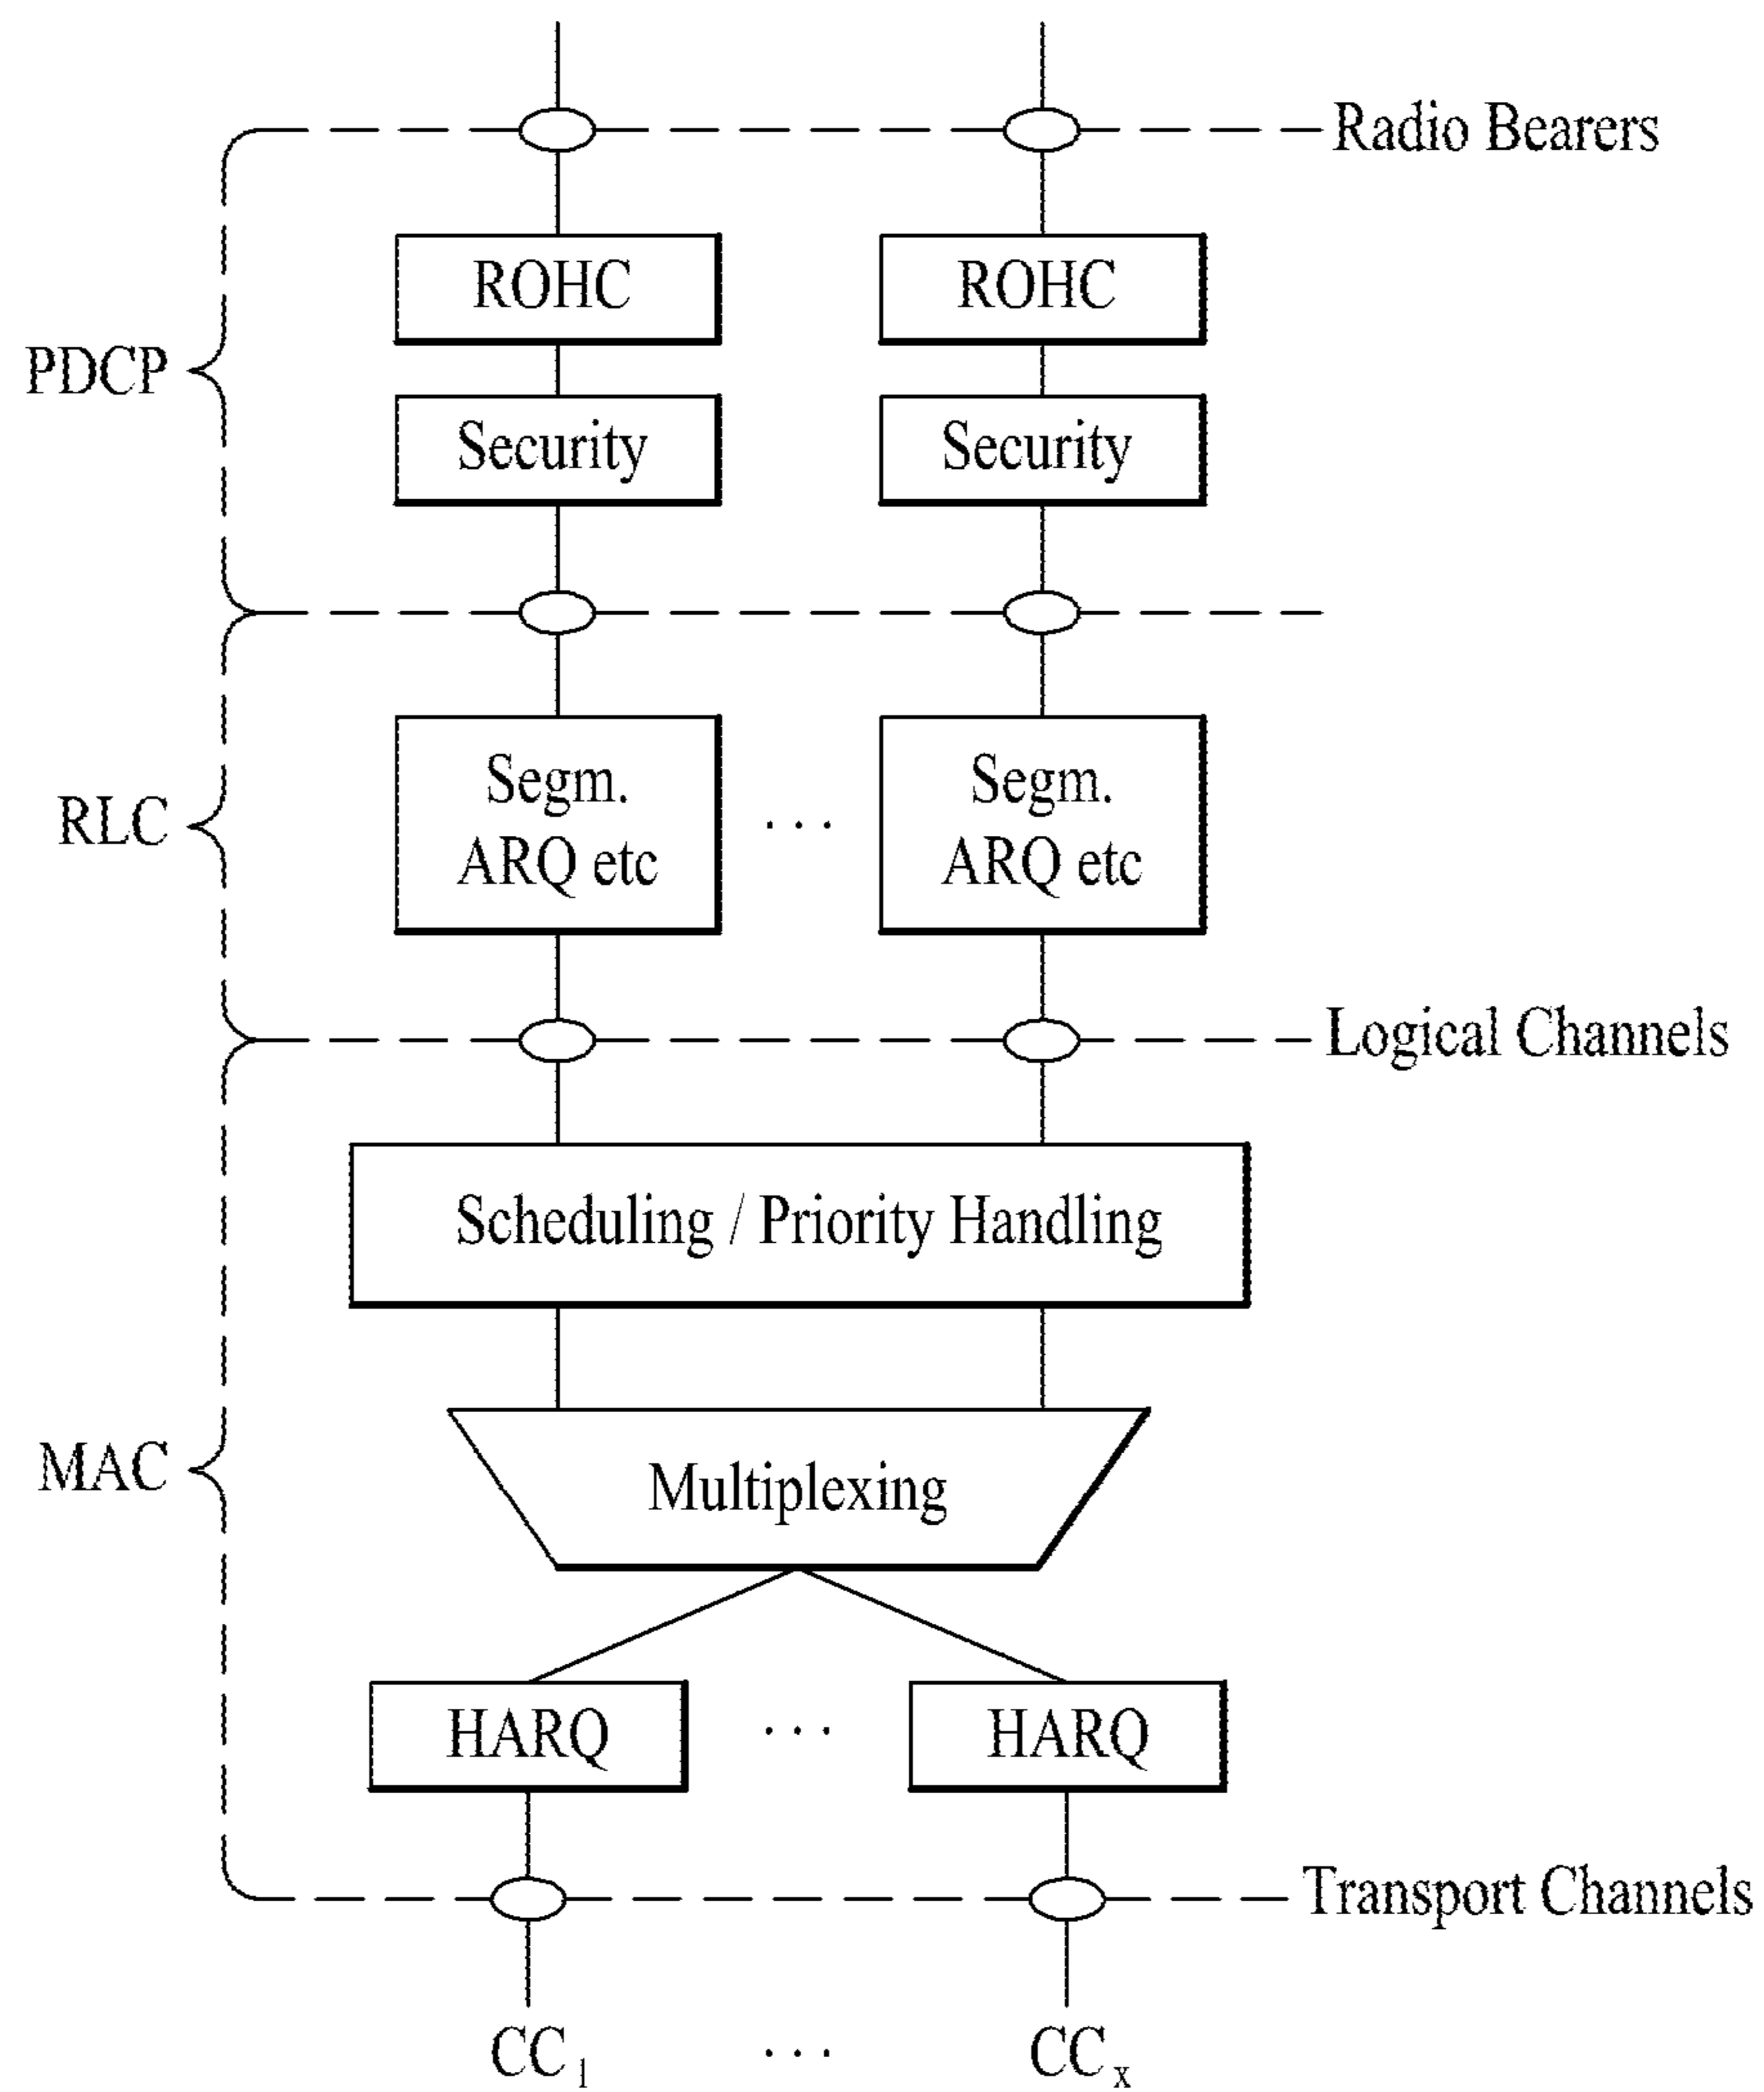 Radio Bearers
ROHC ROHC
PDCP
Security Security
Segm. Segm.
RLC
...
ARQ etc ARQ etc
Logical Channels
Scheduling / Priority Handling
MAC
Multiplexing
HARQ ... HARQ
Transport Channels
CC1 ... CCx